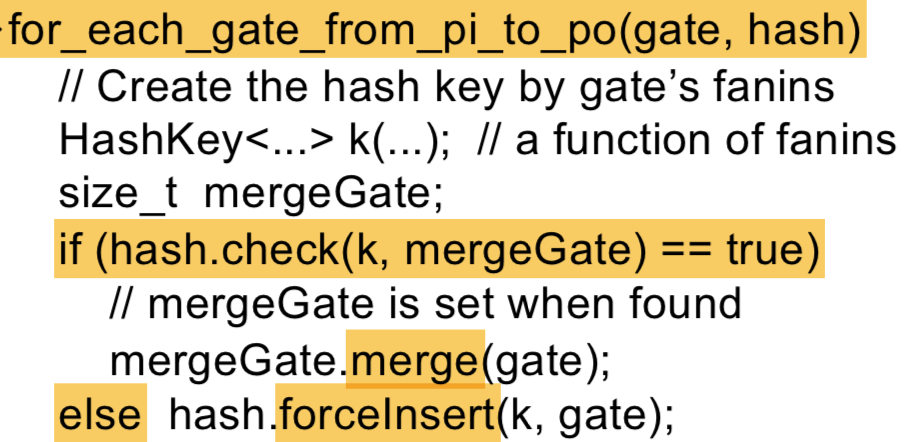 for_each_gate_from_pi_to_po(gate, hash)
// Create the hash key by gate’s fanins
HashKey<...> k(...); // a function of fanins
size_t mergeGate;
if (hash.check(k, mergeGate) == true)
// mergeGate is set when found
mergeGate.merge(gate);
else hash.forceInsert(k, gate);